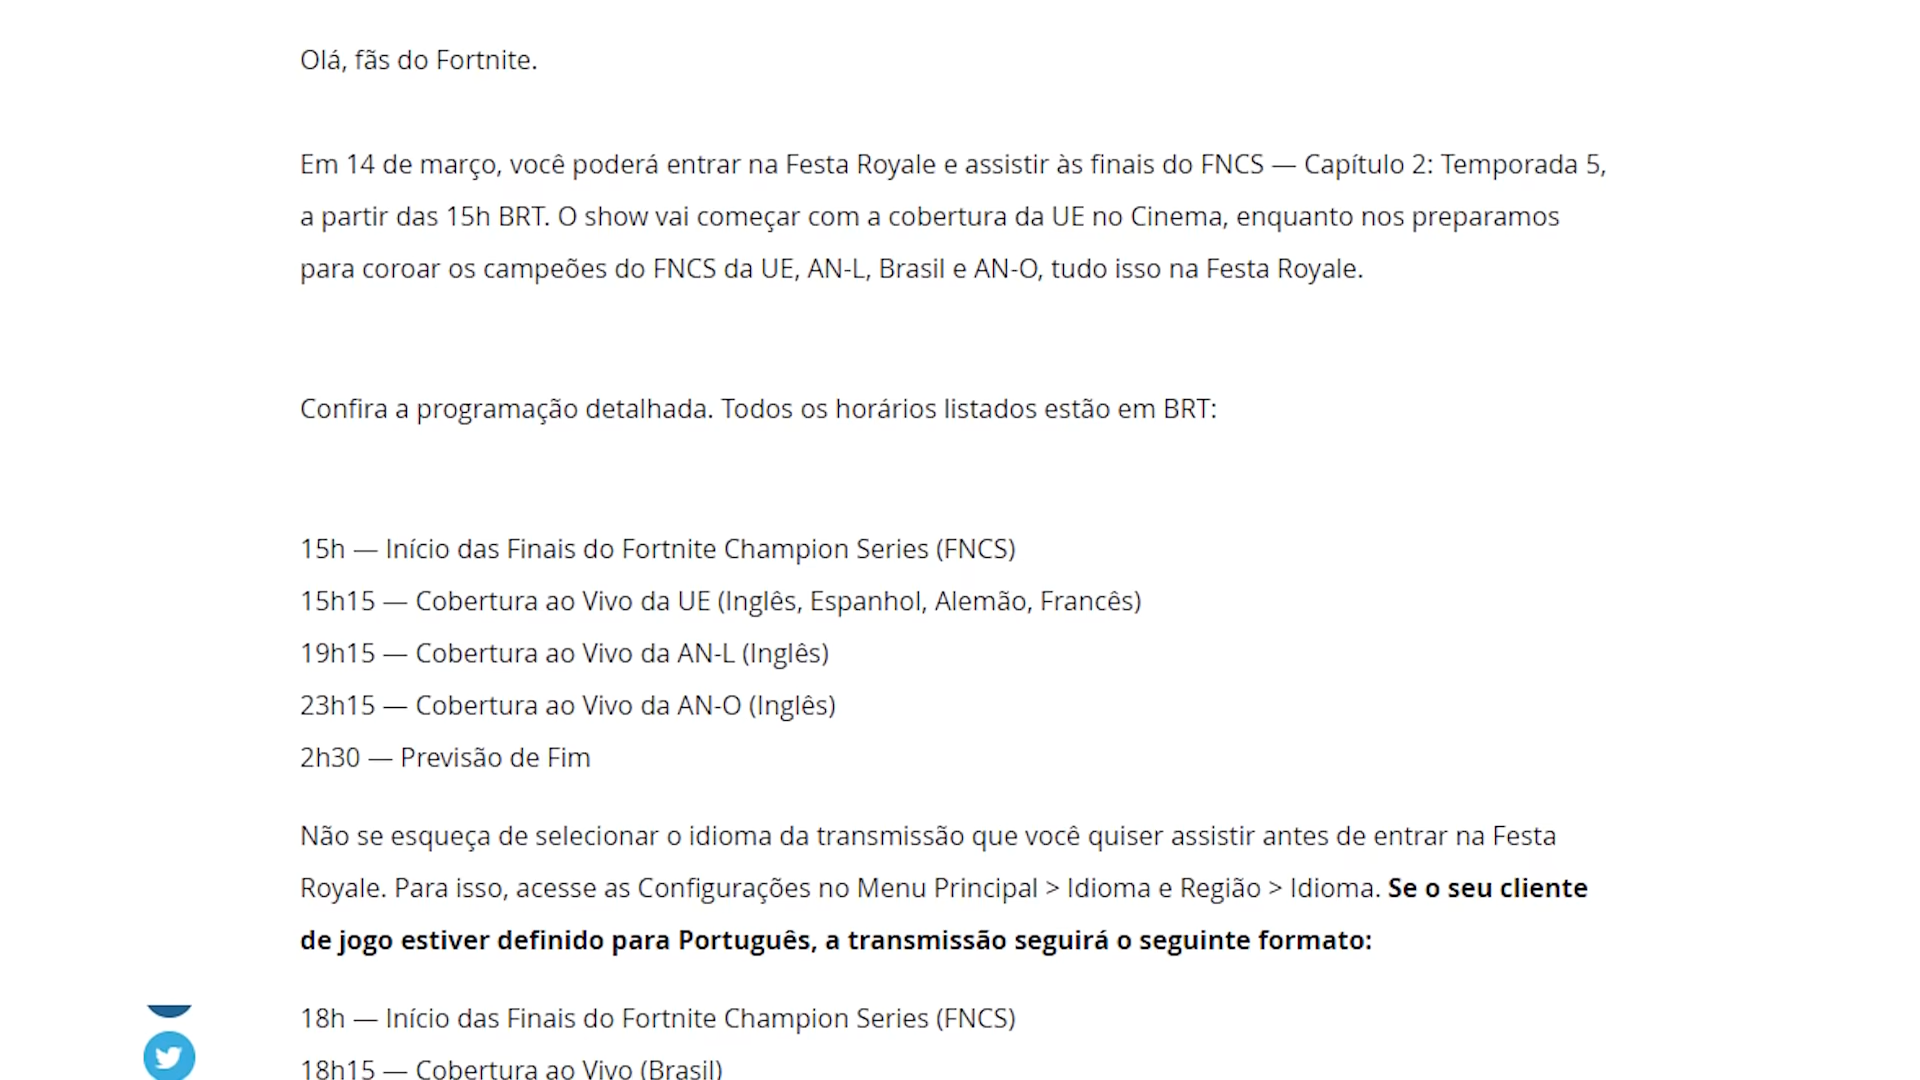 Olá, fãs do Fortnite.
Em 14 de março, você poderá entrar na Festa Royale e assistir às finais do FNCS — Capítulo 2: Temporada 5,
a partir das 15h BRT. O show vai começar com a cobertura da UE no Cinema, enquanto nos preparamos
para coroar os campeões do FNCS da UE, AN-L, Brasil e AN-O, tudo isso na Festa Royale.
Confira a programação detalhada. Todos os horários listados estão em BRT:
15h — Início das Finais do Fortnite Champion Series (FNCS)
15h15 — Cobertura ao Vivo da UE (Inglês, Espanhol, Alemão, Francês)
19h15 — Cobertura ao Vivo da AN-L (Inglês)
23h15 — Cobertura ao Vivo da AN-O (Inglês)
2h30 — Previsão de Fim
Não se esqueça de selecionar o idioma da transmissão que você quiser assistir antes de entrar na Festa
Royale. Para isso, acesse as Configurações no Menu Principal > Idioma e Região > Idioma. Se o seu cliente
de jogo estiver definido para Português, a transmissão seguirá o seguinte formato:
18h — Início das Finais do Fortnite Champion Series (FNCS)
18h15 — Cobertura ao Vivo (Brasil)